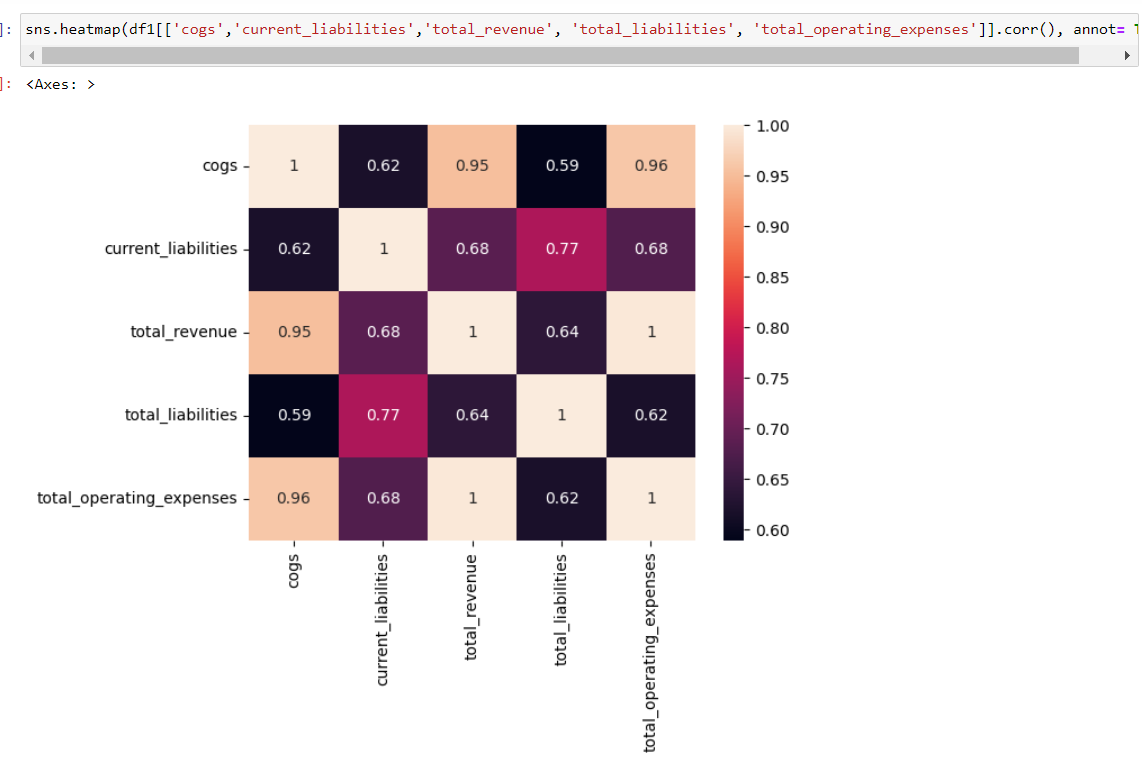 ]: sns.heatmap(df1[['cogs','current_liabilities','total_revenue', 'total_liabilities', 'total_operating_expenses']].corr(), annot=
]: <Axes: >
1.00
cogs 1 0.62 0.95 0.59 0.96
0.95
0.90
current_liabilities 0.62 1 0.68 0.77 0.68
0.85
total_revenue 0.95 0.68 1 0.64 1
0.80
0.75
total_liabilities 0.59 0.77 0.64 1 0.62
0.70
0.65
total_operating_expenses 0.96 0.68 1 0.62 1
0.60
cogs
current_liabilities
total_revenue
total_liabilities
total_operating_expenses